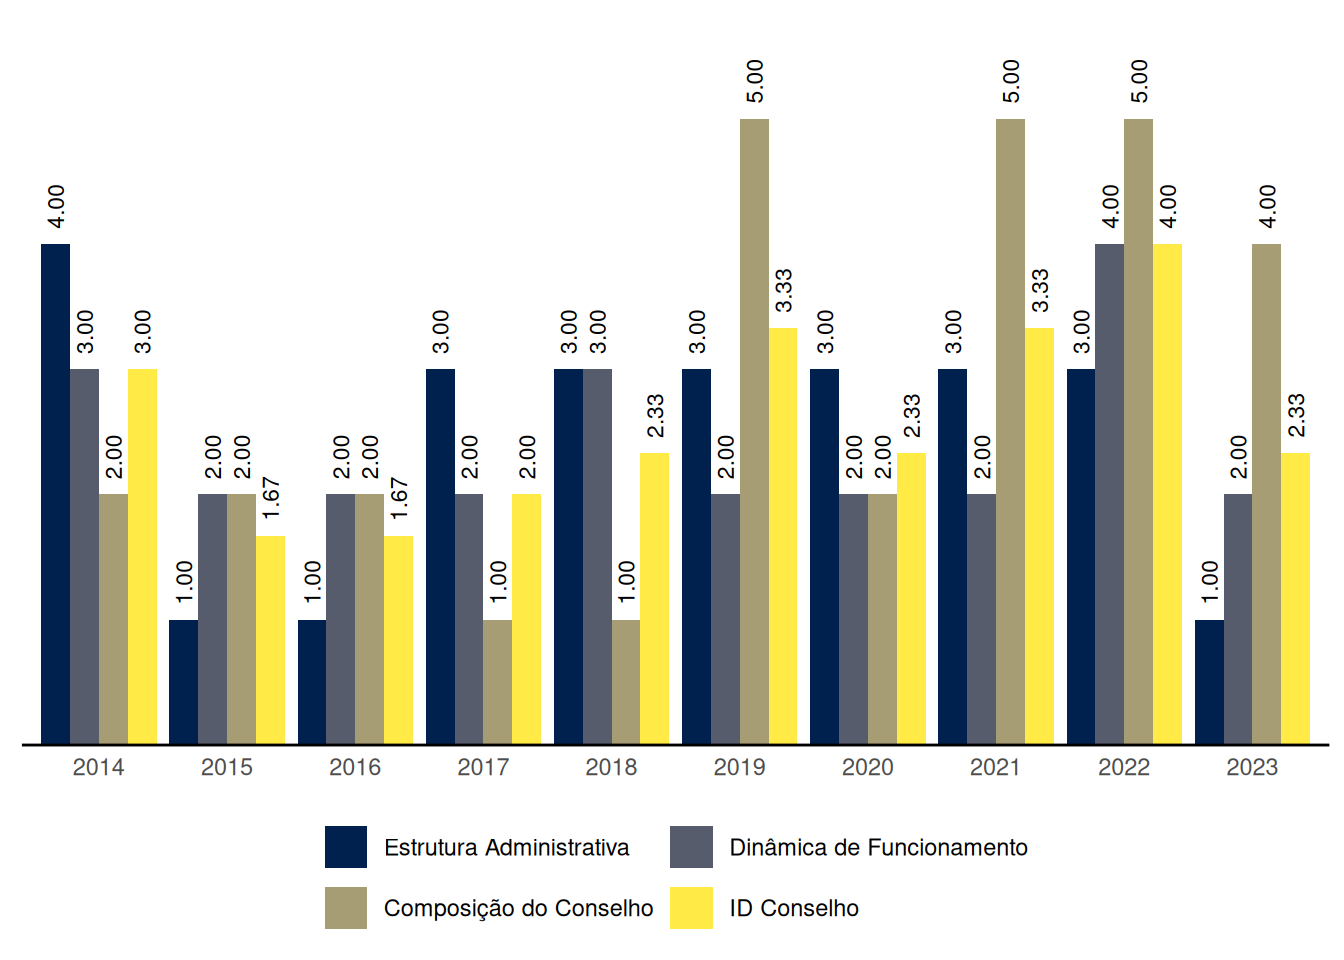 4.00 3.00 2.00 3.00 1.00 2.00 2.00 1.67 1.00 2.00 2.00 1.67 3.00 2.00 1.00 2.00 3.00 3.00 1.00 2.33 3.00 2.00 5.00 3.33 3.00 2.00 2.00 2.33 3.00 2.00 5.00 3.33 3.00 4.00 5.00 4.00 1.00 2.00 4.00 2.33
2014 2015 2016 2017 2018 2019 2020 2021 2022 2023
Estrutura Administrativa Dinâmica de Funcionamento
Composição do Conselho ID Conselho